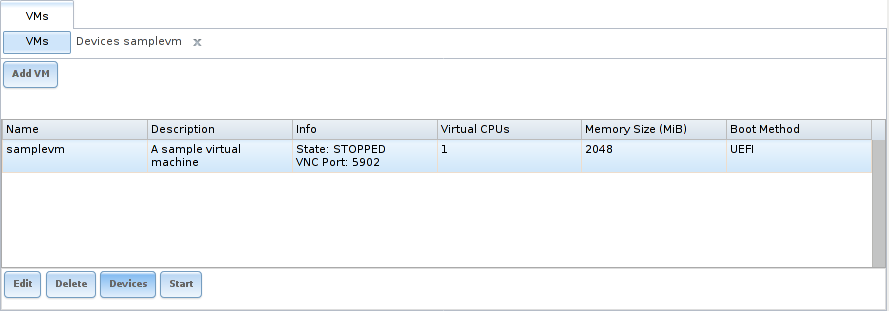 VMs
VMs Devices samplevm x
Add VM
Name Description Info Virtual CPUs Memory Size (MiB) Boot Method
samplevm A sample virtual State: STOPPED 1 2048 UEFI
machine VNC Port: 5902
Edit Delete Devices Start